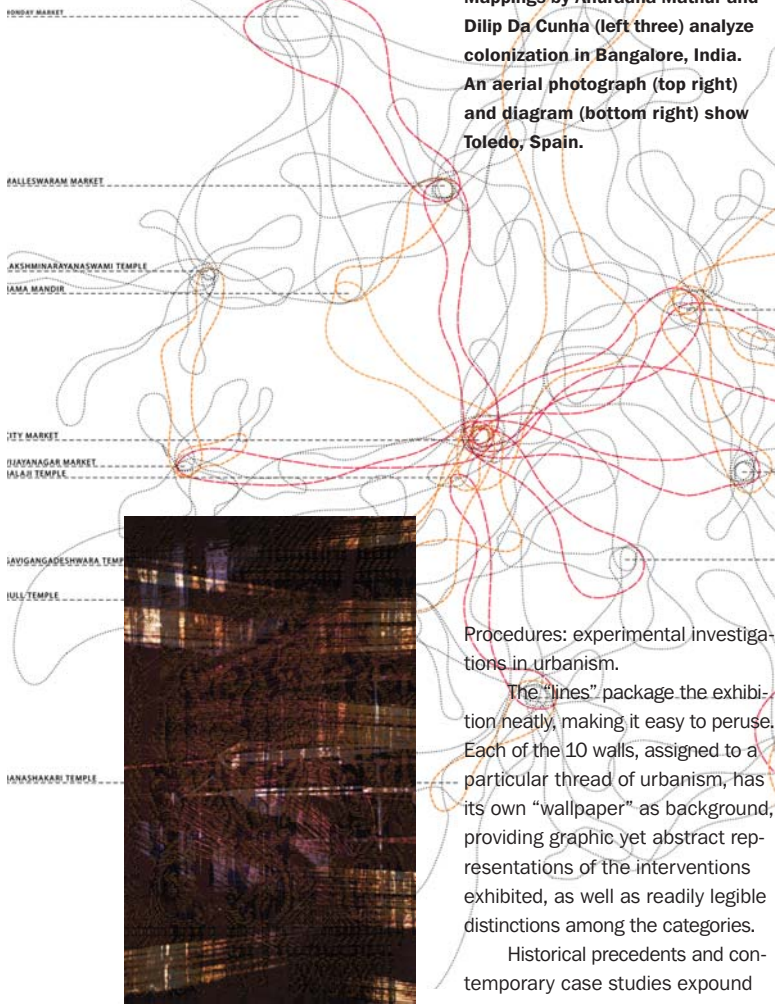 Mappings by Anuradha Mathur and
Dilip Da Cunha (left three) analyze
colonization in Bangalore, India.
An aerial photograph (top right)
and diagram (bottom right) show
Toledo, Spain.
MONDAY MARKET
MALLESWARAM MARKET
LAKSHMINARAYANASWAMI TEMPLE
RAMA MANDIR
CITY MARKET
VIJAYANAGAR MARKET
BALAJI TEMPLE
GAVIGANGADESHWARA TEMP
BULL TEMPLE
BANASHAKARI TEMPLE
Procedures: experimental investiga-
tions in urbanism.
The "lines" package the exhibi-
tion neatly, making it easy to peruse.
Each of the 10 walls, assigned to a
particular thread of urbanism, has
its own "wallpaper" as background,
providing graphic yet abstract rep-
resentations of the interventions
exhibited, as well as readily legible
distinctions among the categories.
Historical precedents and con-
temporary case studies expound